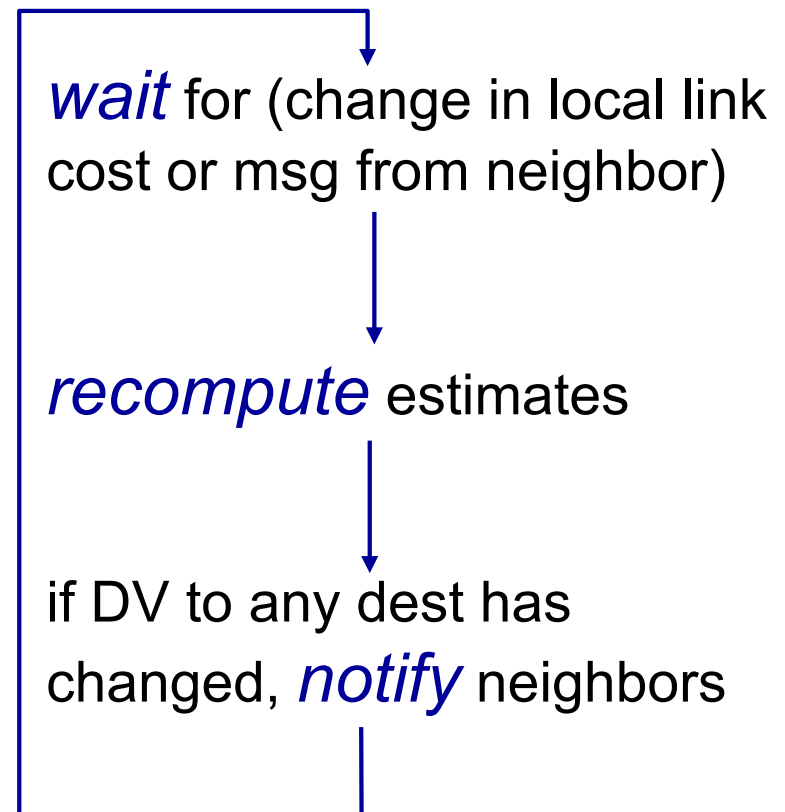 wait for (change in local link
cost or msg from neighbor)
recompute estimates
if DV to any dest has
changed, notify neighbors